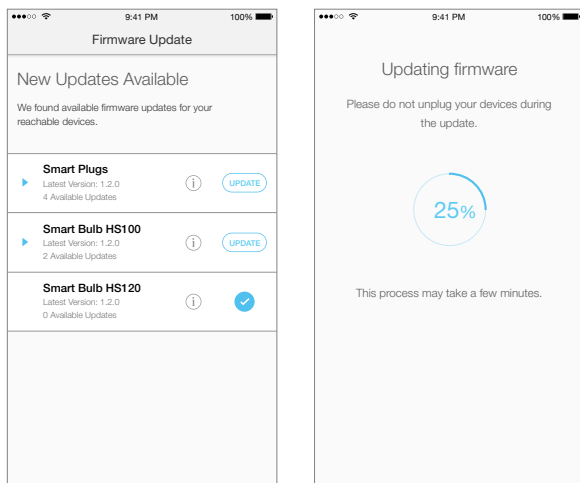 9:41 PM
100%
Firmware Update
New Updates Available
We found available firmware updates for your
reachable devices.
Smart Plugs
Latest Version: 1.2.0
4 Available Updates
i
UPDATE
Smart Bulb HS100
Latest Version: 1.2.0
2 Available Updates
i
UPDATE
Smart Bulb HS120
Latest Version: 1.2.0
0 Available Updates
i
9:41 PM
100%
Updating firmware
Please do not unplug your devices during
the update.
25%
This process may take a few minutes.